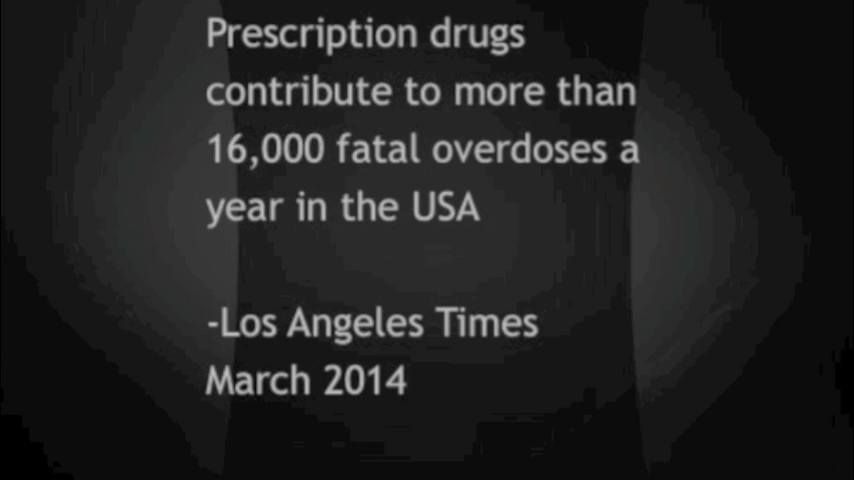 Prescription drugs
contribute to more than
16,000 fatal overdoses a
year in the USA
-Los Angeles Times
March 2014